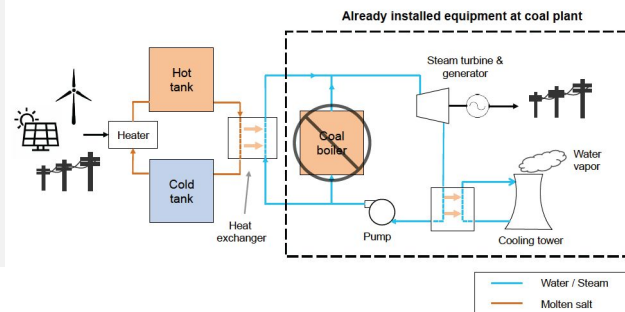 Already installed equipment at coal plant
Hot
tank
Steam turbine &
generator
Heater
Coal
boiler
Water
vapor
Cold
tank
Heat
exchanger
Pump
Cooling tower
Water / Steam
Molten salt